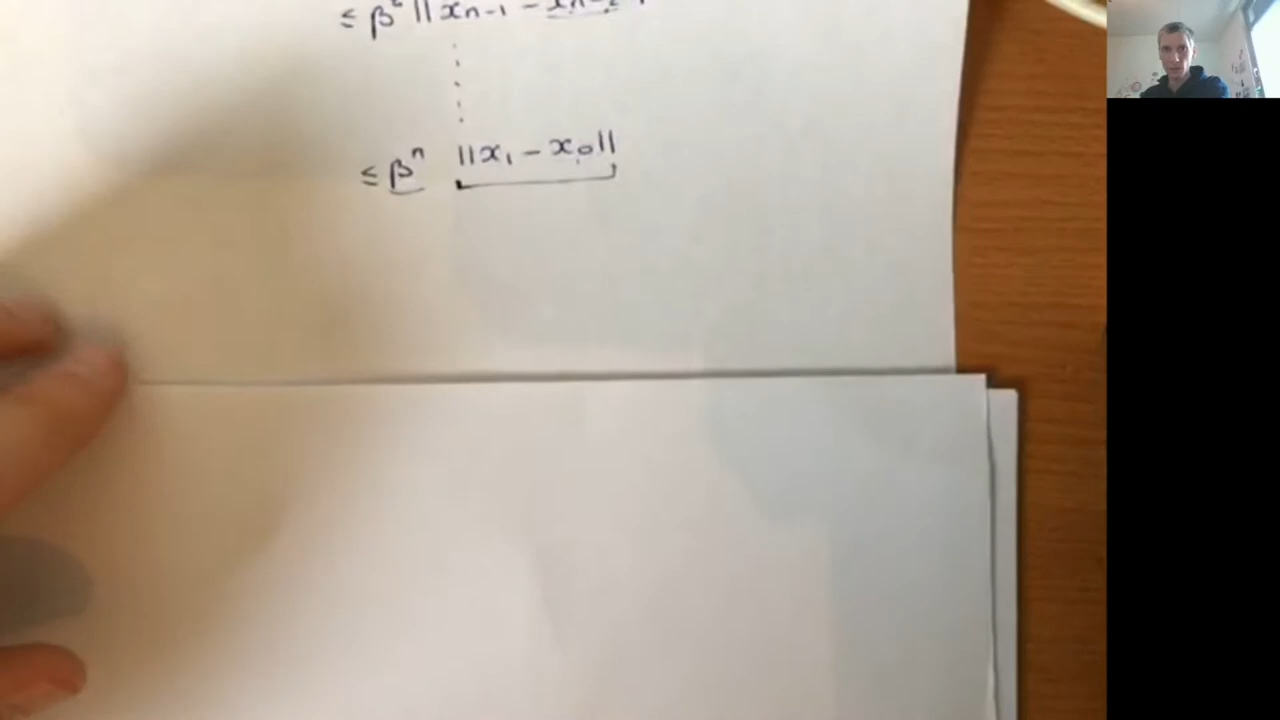 ≤ β² ||xₙ₋₁ - xₙ₋₂
⋮
≤ βⁿ ||x₁ - x₀||